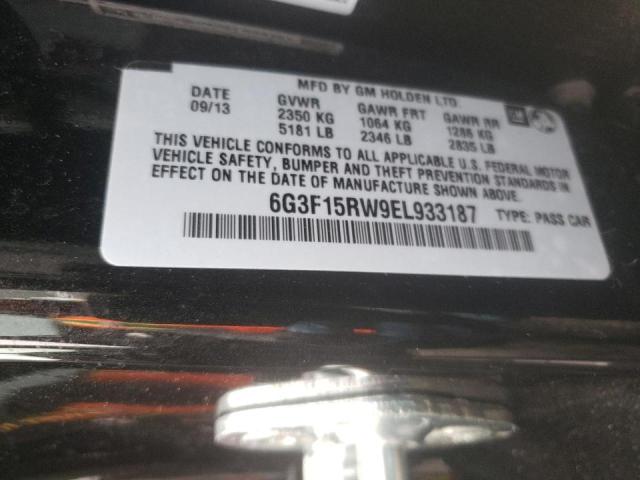 MFD BY GM HOLDEN LTD.
DATE GVWR GAWR FRT GAWR RR
09/13 2350 KG 1064 KG 1286 KG
5181 LB 2346 LB 2835 LB
THIS VEHICLE CONFORMS TO ALL APPLICABLE U.S. FEDERAL MOTOR
VEHICLE SAFETY, BUMPER AND THEFT PREVENTION STANDARDS IN
EFFECT ON THE DATE OF MANUFACTURE SHOWN ABOVE.
6G3F15RW9EL933187 TYPE: PASS CAR
GM